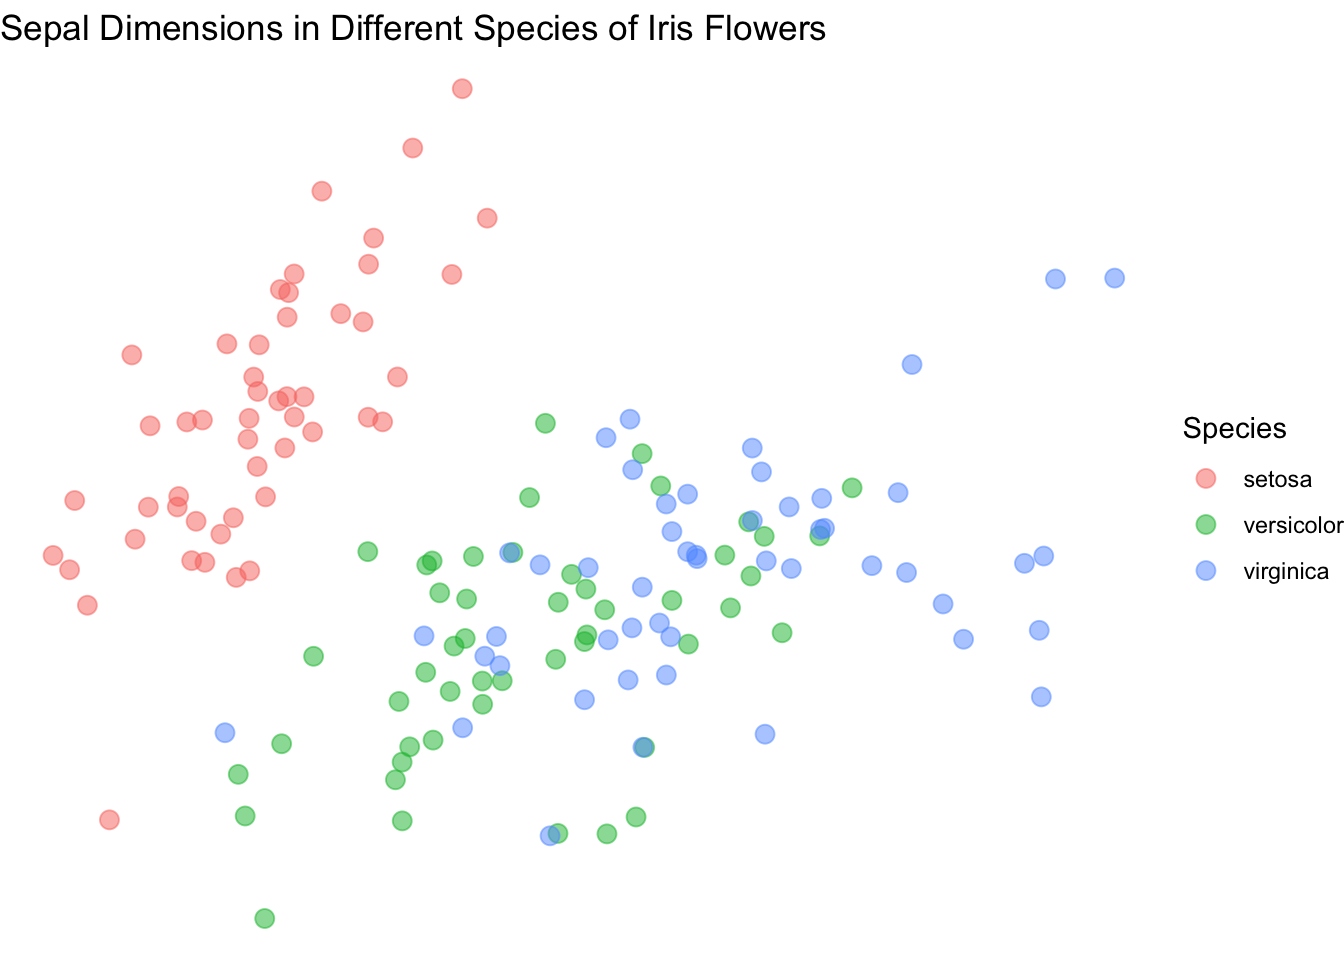 Sepal Dimensions in Different Species of Iris Flowers
Species
setosa
versicolor
virginica